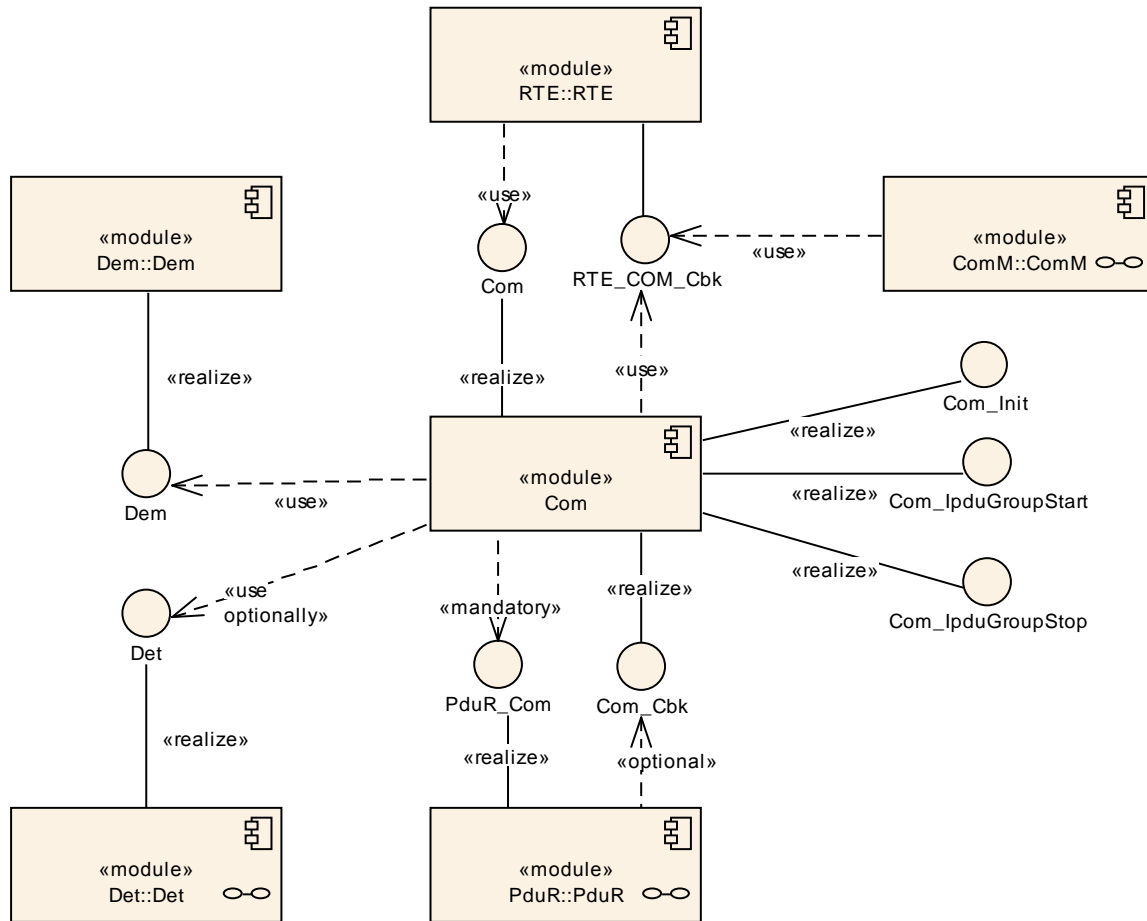 «module»
RTE::RTE
«module»
Dem::Dem
«use»
«module»
ComM::ComM
«use»
Com
RTE_COM_Cbk
«realize»
«realize»
«use»
Com_Init
«realize»
«module»
Com
Dem
«use»
«realize»
Com_IpduGroupStart
«use
optionally»
«mandatory»
«realize»
«realize»
Com_IpduGroupStop
Det
PduR_Com
Com_Cbk
«realize»
«realize»
«optional»
«module»
Det::Det
«module»
PduR::PduR